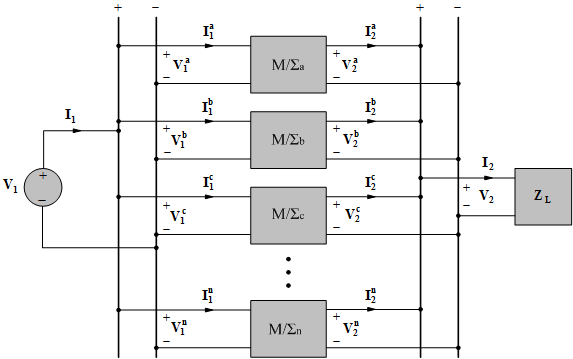 + − + −
I₁ᵃ I₂ᵃ
+ V₁ᵃ − M/Σₐ + V₂ᵃ −
I₁ᵇ I₂ᵇ
I₁
+ V₁ᵇ − M/Σb + V₂ᵇ −
I₁ᶜ I₂ᶜ I₂
V₁ + −
+ V₁ᶜ − M/Σc + V₂ᶜ −
+ V₂ − Z L
I₁ⁿ I₂ⁿ
+ V₁ⁿ − M/Σn + V₂ⁿ −